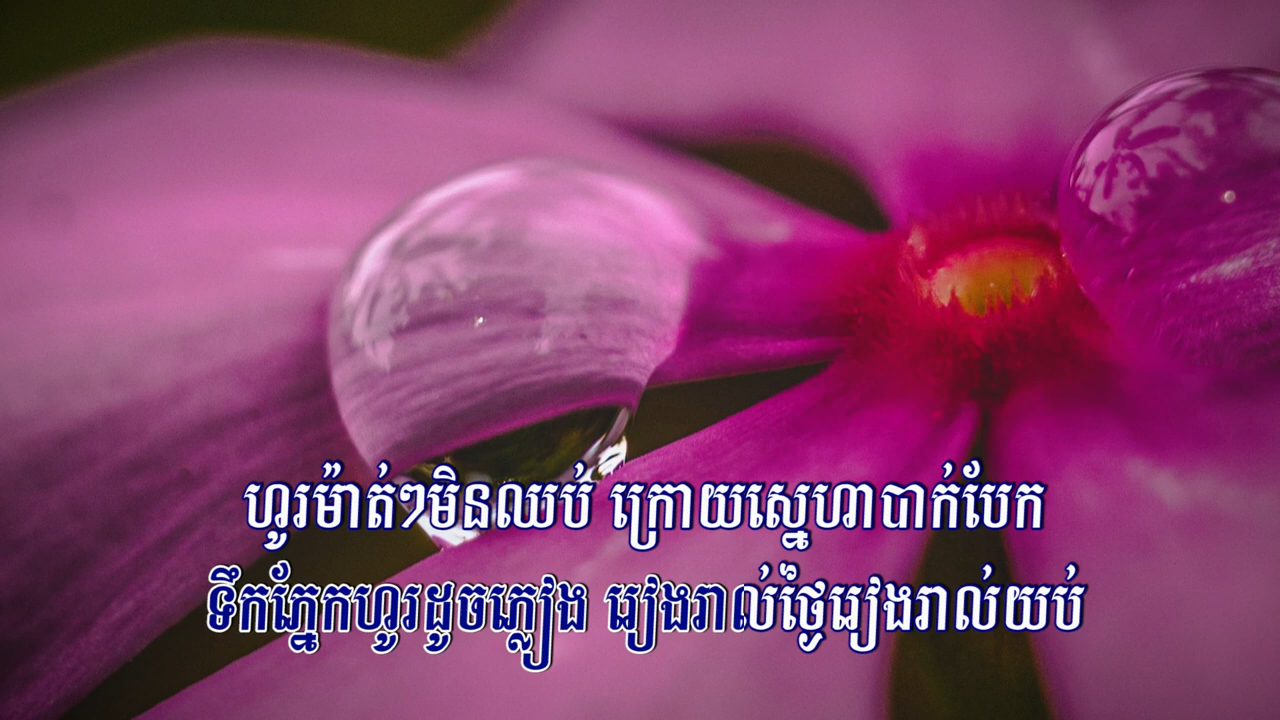 ហូរម៉ាត់ៗមិនឈប់ ក្រោយស្នេហាបាក់បែក
ទឹកភ្នែកហូរដូចភ្លៀង រៀងរាល់ថ្ងៃរៀងរាល់យប់